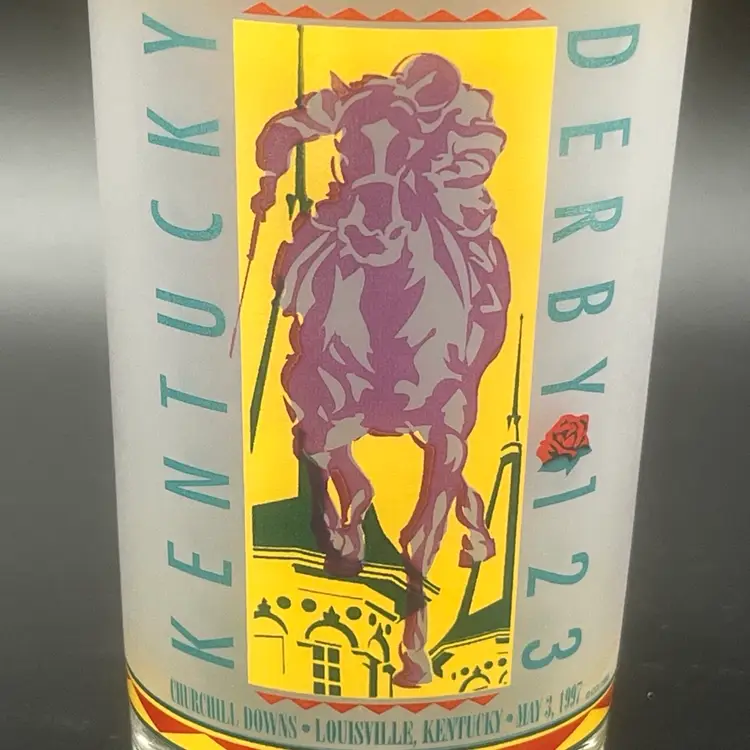 KENTUCKY
DERBY 123
CHURCHILL DOWNS • LOUISVILLE, KENTUCKY • MAY 3, 1997